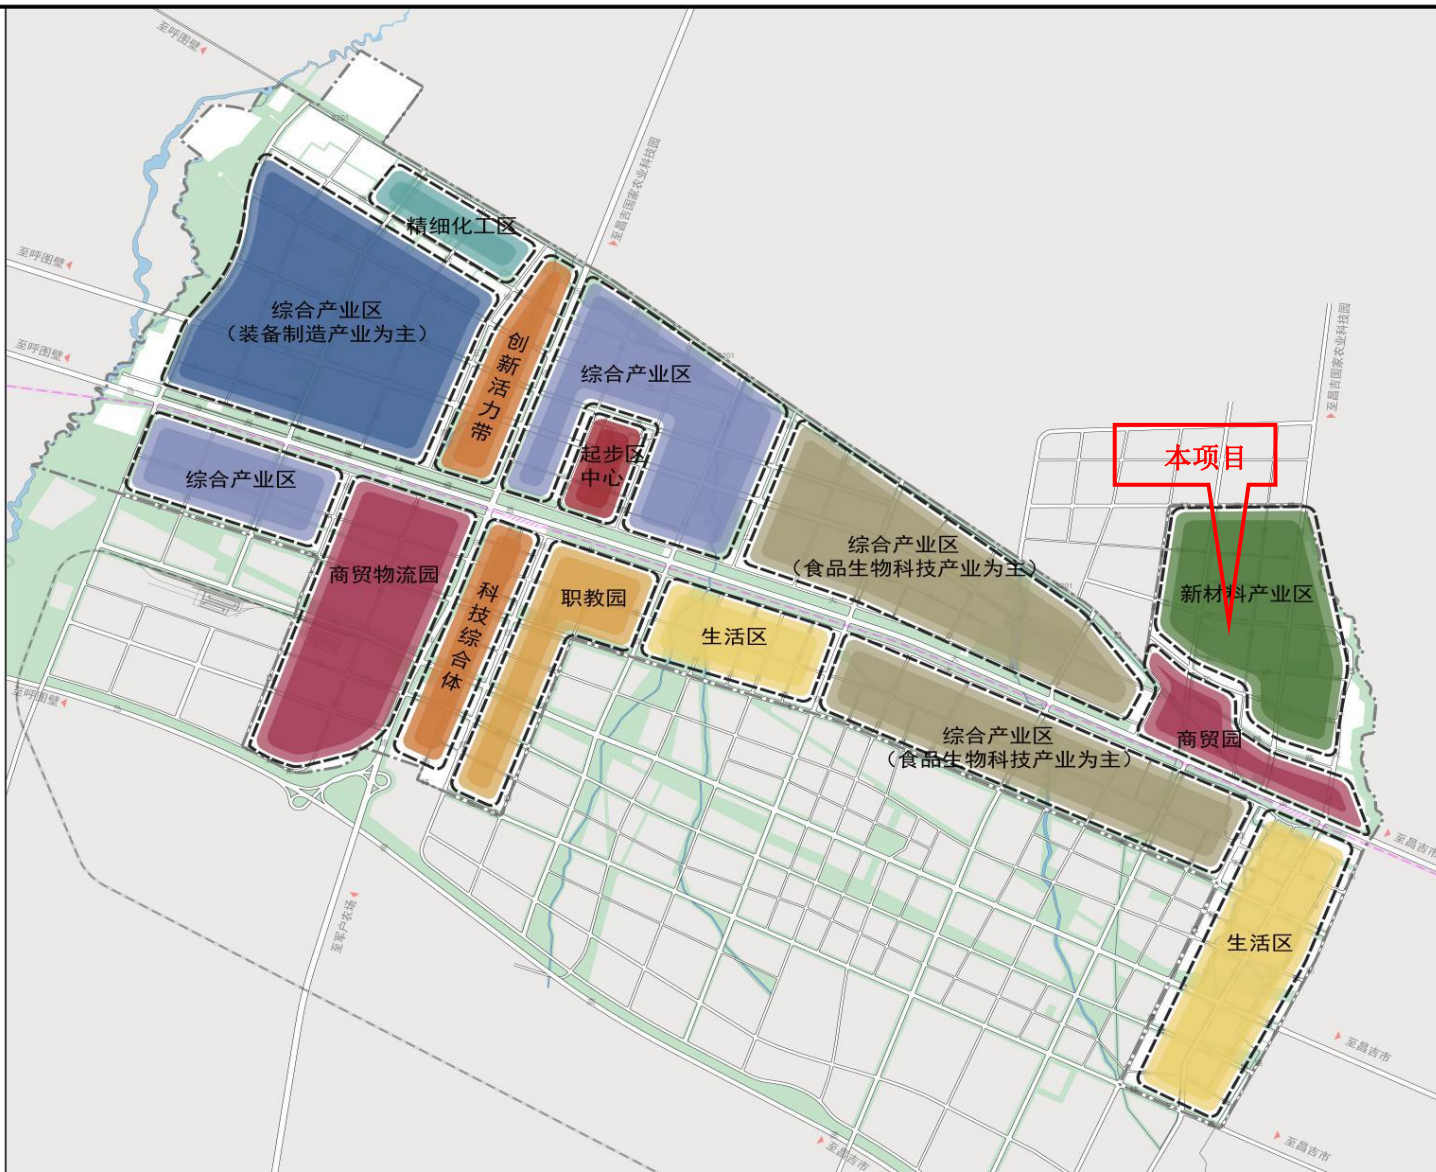 至呼图壁
S201
至昌吉国家农业科技园
精细化工区
至呼图壁
综合产业区
（装备制造产业为主）
创新活力带
至呼图壁
综合产业区
S201
至昌吉国家农业科技园
起步区
中心
本项目
综合产业区
商贸物流园
科技综合体
职教园
综合产业区
（食品生物科技产业为主）
S201
新材料产业区
生活区
至呼图壁
综合产业区
（食品生物科技产业为主）
商贸园
至昌吉市
至军户农场
生活区
至昌吉市
至昌吉市
至昌吉市